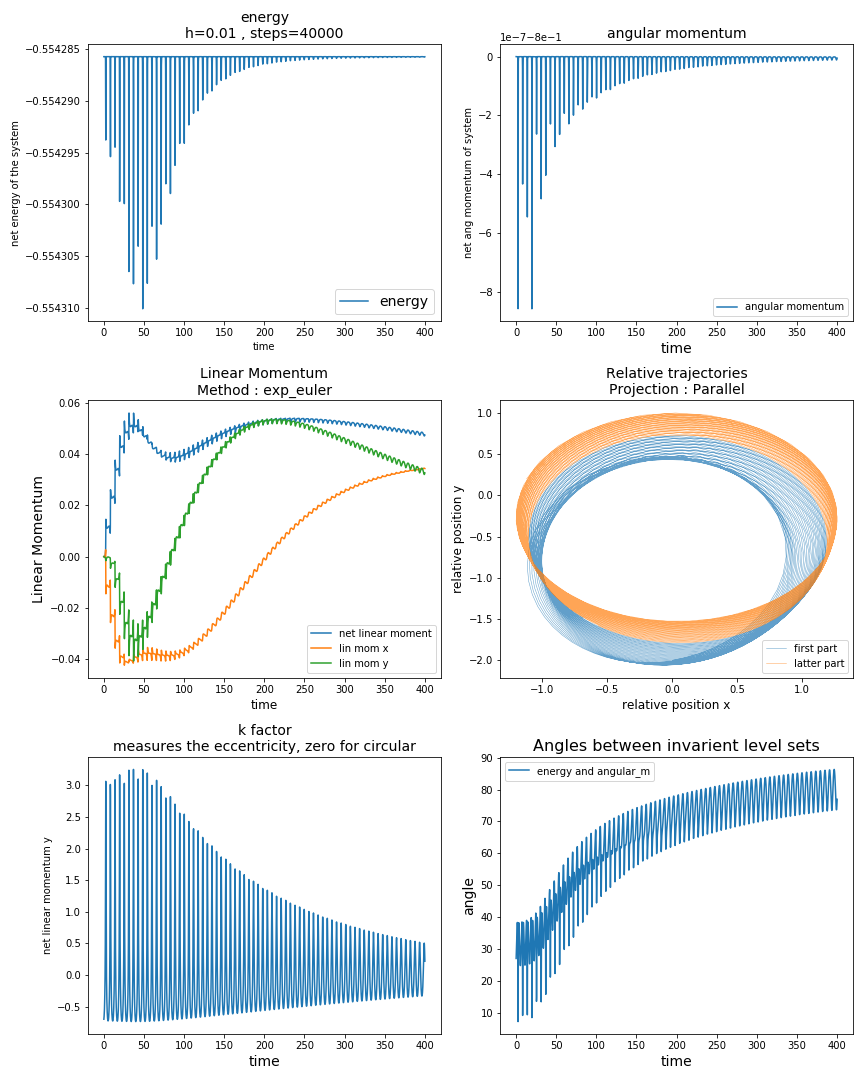 energy
h=0.01 , steps=40000
−0.554285
−0.554290
−0.554295
−0.554300
−0.554305
−0.554310
net energy of the system
0 50 100 150 200 250 300 350 400
time
energy
angular momentum
1e−7−8e−1
0
−2
−4
−6
−8
net ang momentum of system
0 50 100 150 200 250 300 350 400
time
angular momentum
Linear Momentum
Method : exp_euler
0.06
0.04
0.02
0.00
−0.02
−0.04
Linear Momentum
0 50 100 150 200 250 300 350 400
time
net linear moment
lin mom x
lin mom y
Relative trajectories
Projection : Parallel
1.0
0.5
0.0
−0.5
−1.0
−1.5
−2.0
relative position y
−1.0 −0.5 0.0 0.5 1.0
relative position x
first part
latter part
k factor
measures the eccentricity, zero for circular
3.0
2.5
2.0
1.5
1.0
0.5
0.0
−0.5
net linear momentum y
0 50 100 150 200 250 300 350 400
time
Angles between invarient level sets
90
80
70
60
50
40
30
20
10
angle
0 50 100 150 200 250 300 350 400
time
energy and angular_m